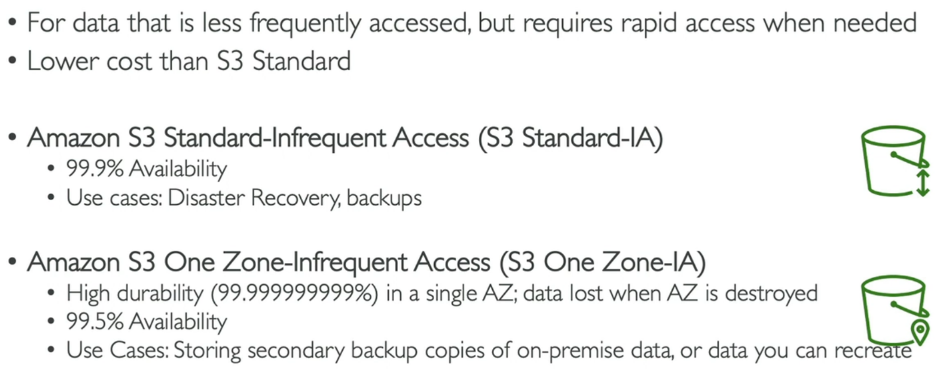 • For data that is less frequently accessed, but requires rapid access when needed
• Lower cost than S3 Standard
• Amazon S3 Standard-Infrequent Access (S3 Standard-IA)
• 99.9% Availability
• Use cases: Disaster Recovery, backups
• Amazon S3 One Zone-Infrequent Access (S3 One Zone-IA)
• High durability (99.999999999%) in a single AZ; data lost when AZ is destroyed
• 99.5% Availability
• Use Cases: Storing secondary backup copies of on-premise data, or data you can recreate